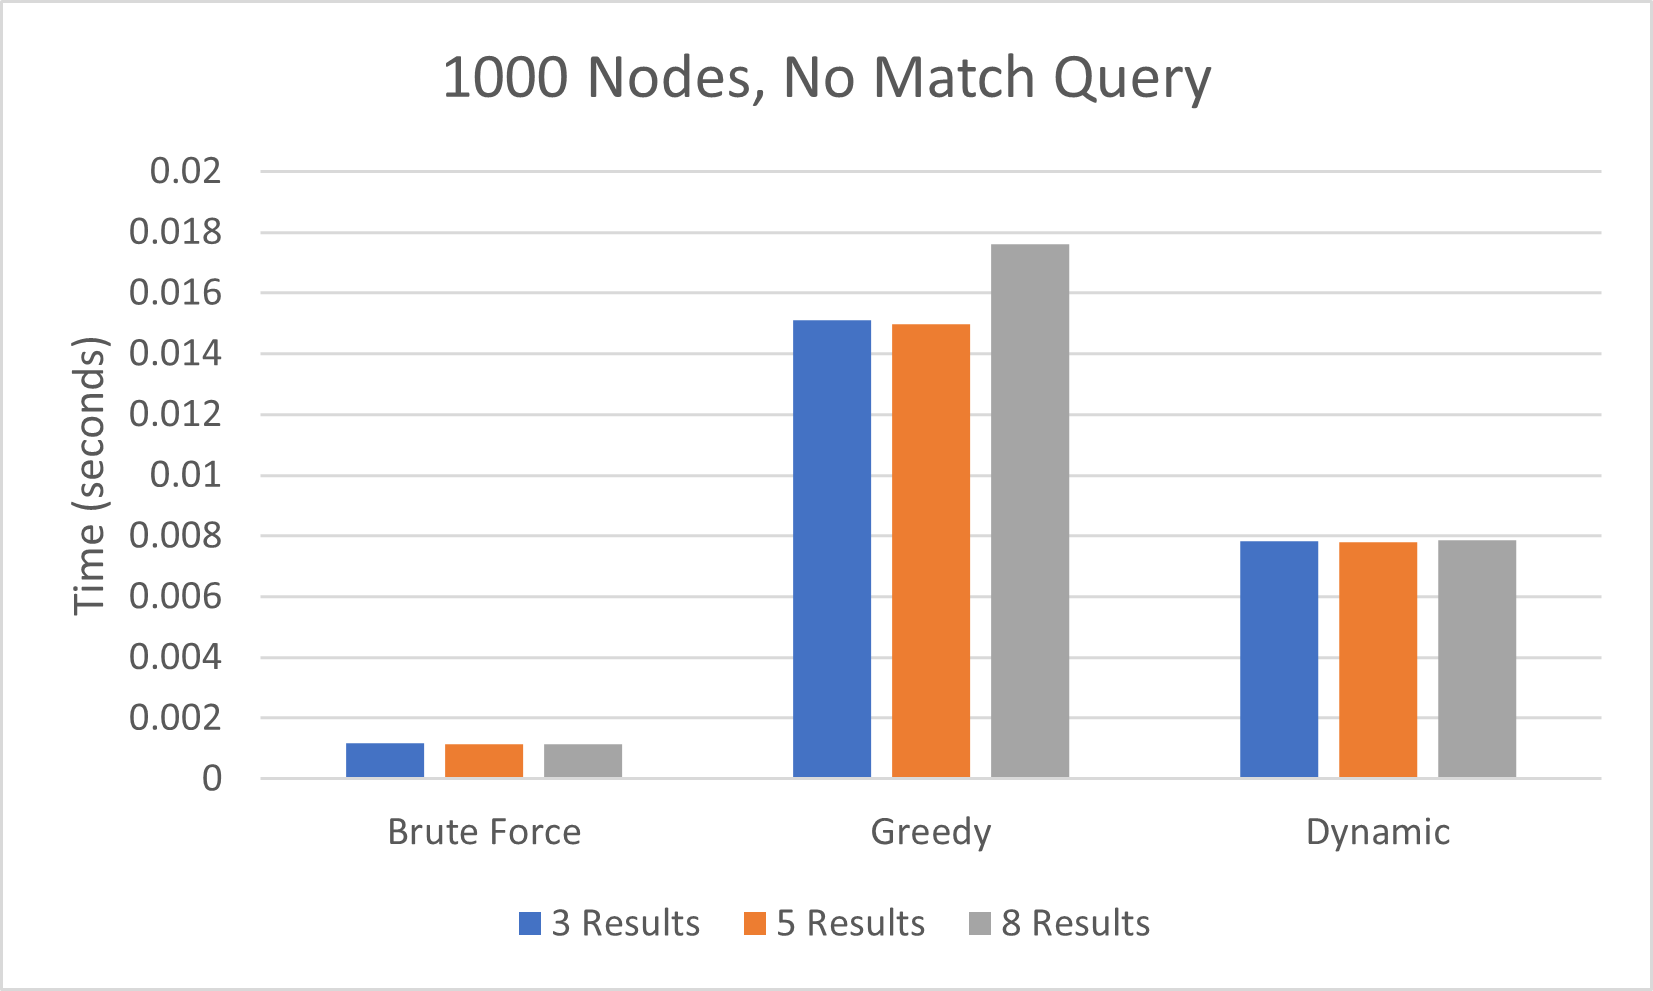 1000 Nodes, No Match Query
Time (seconds)
0.02
0.018
0.016
0.014
0.012
0.01
0.008
0.006
0.004
0.002
0
Brute Force Greedy Dynamic
3 Results 5 Results 8 Results